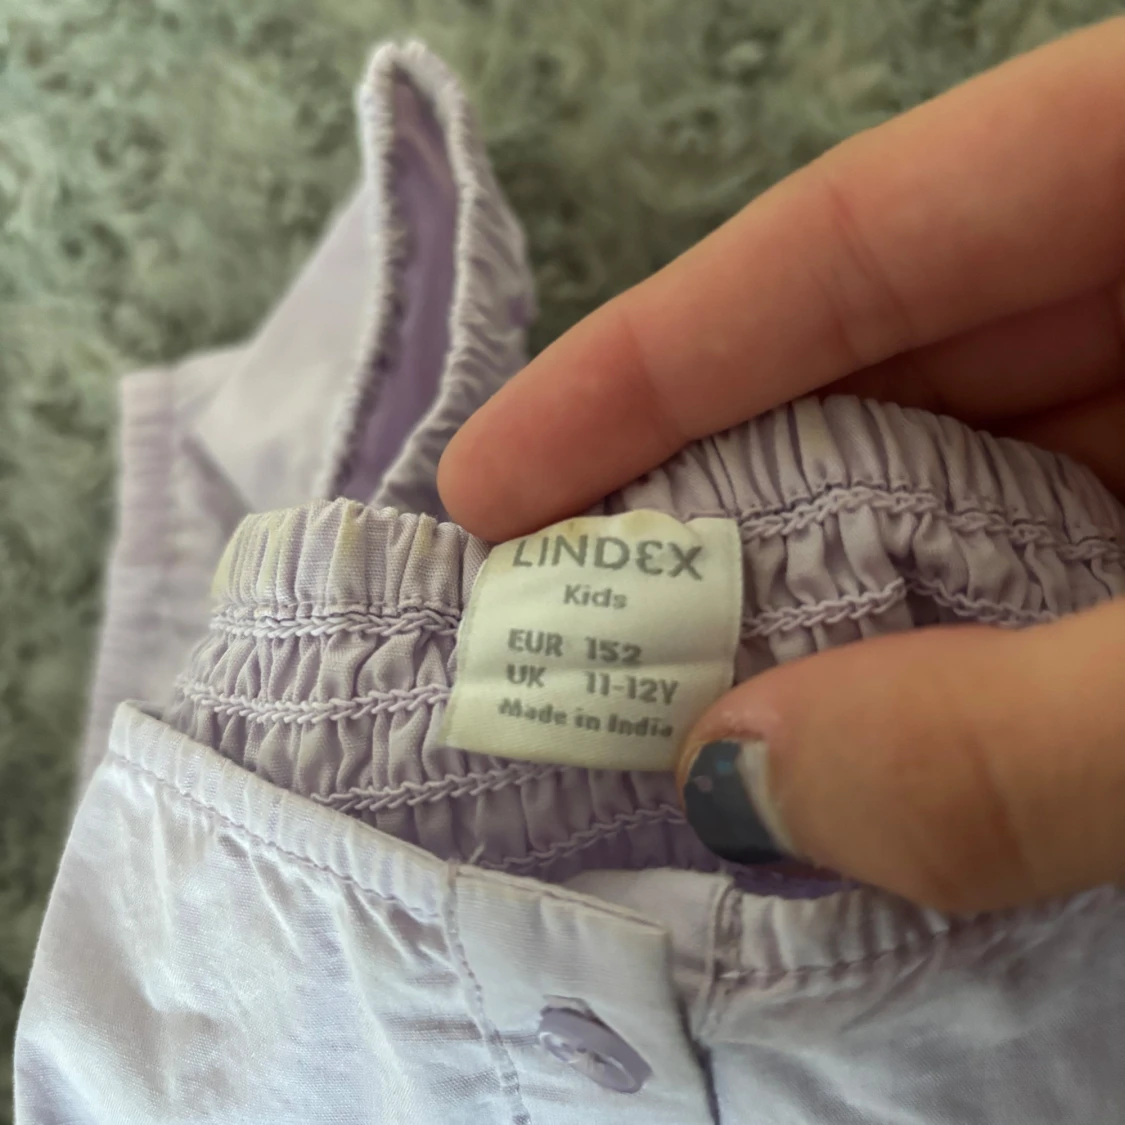 LINDEX
Kids
EUR 152
UK 11-12Y
Made in India